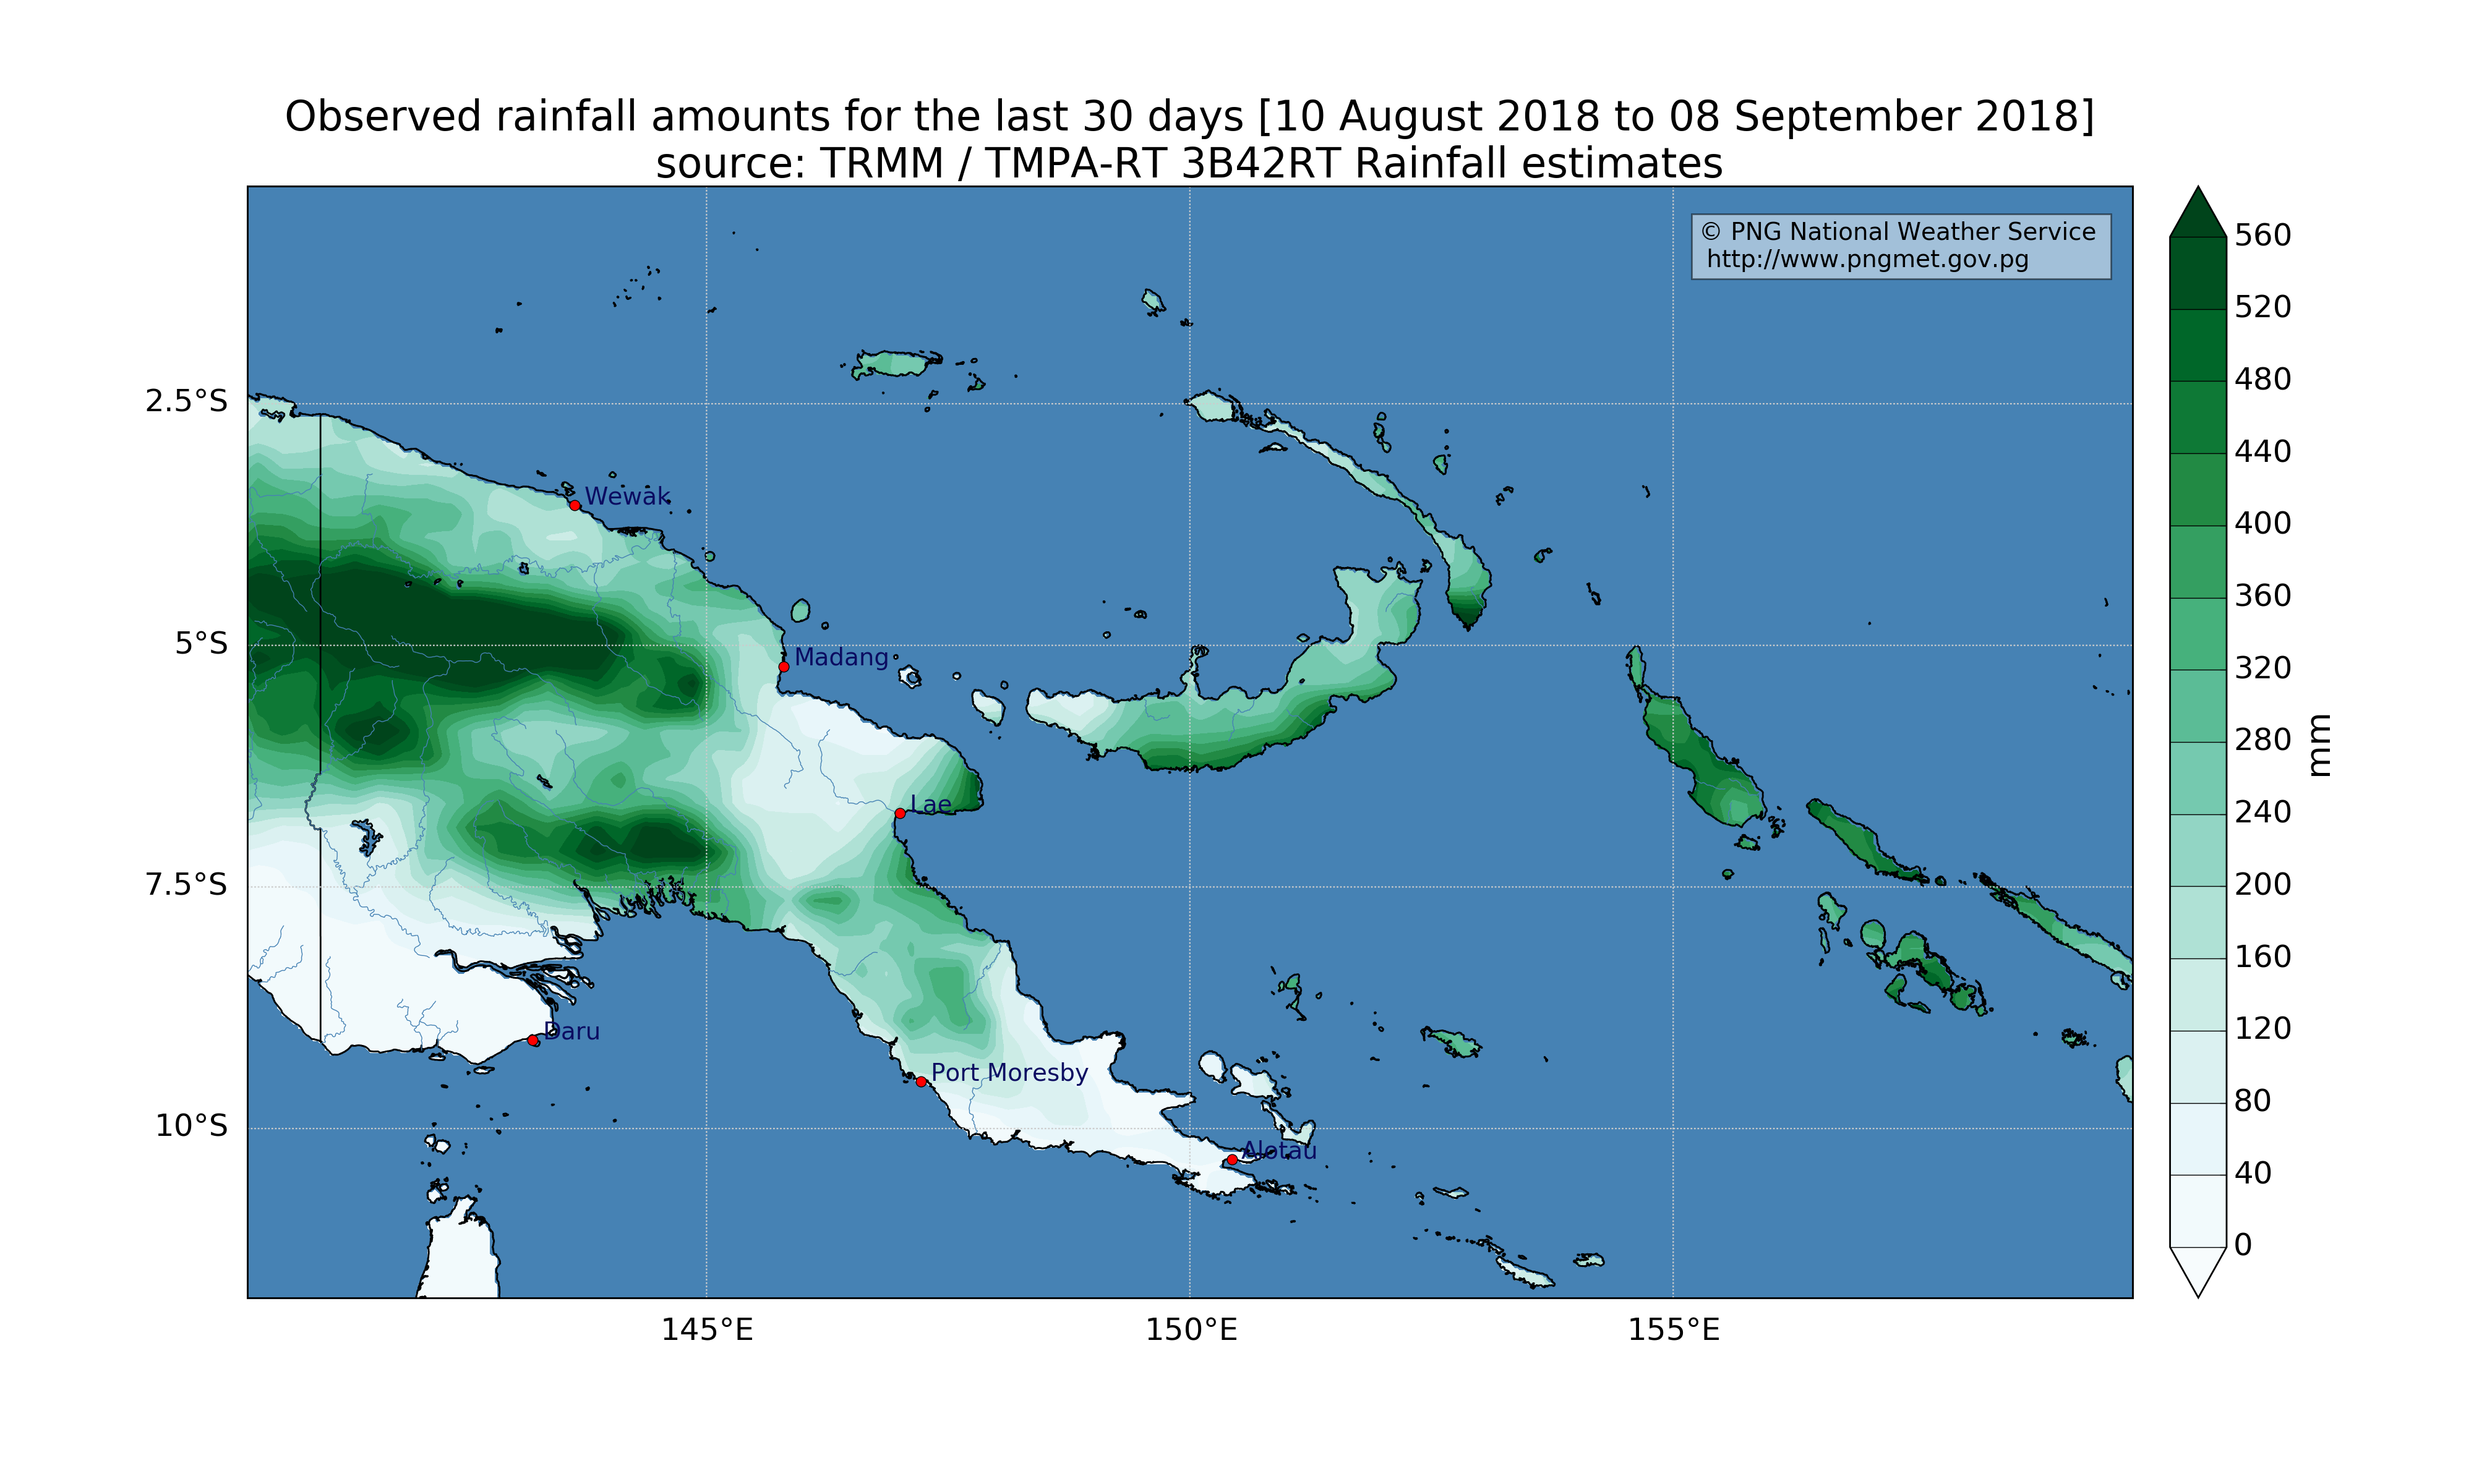 Observed rainfall amounts for the last 30 days [10 August 2018 to 08 September 2018]
source: TRMM / TMPA-RT 3B42RT Rainfall estimates
© PNG National Weather Service
http://www.pngmet.gov.pg
560
520
480
440
400
360
320
280
240
200
160
120
80
40
0
mm
2.5°S
5°S
7.5°S
10°S
Wewak
Madang
Lae
Daru
Port Moresby
Alotau
145°E
150°E
155°E